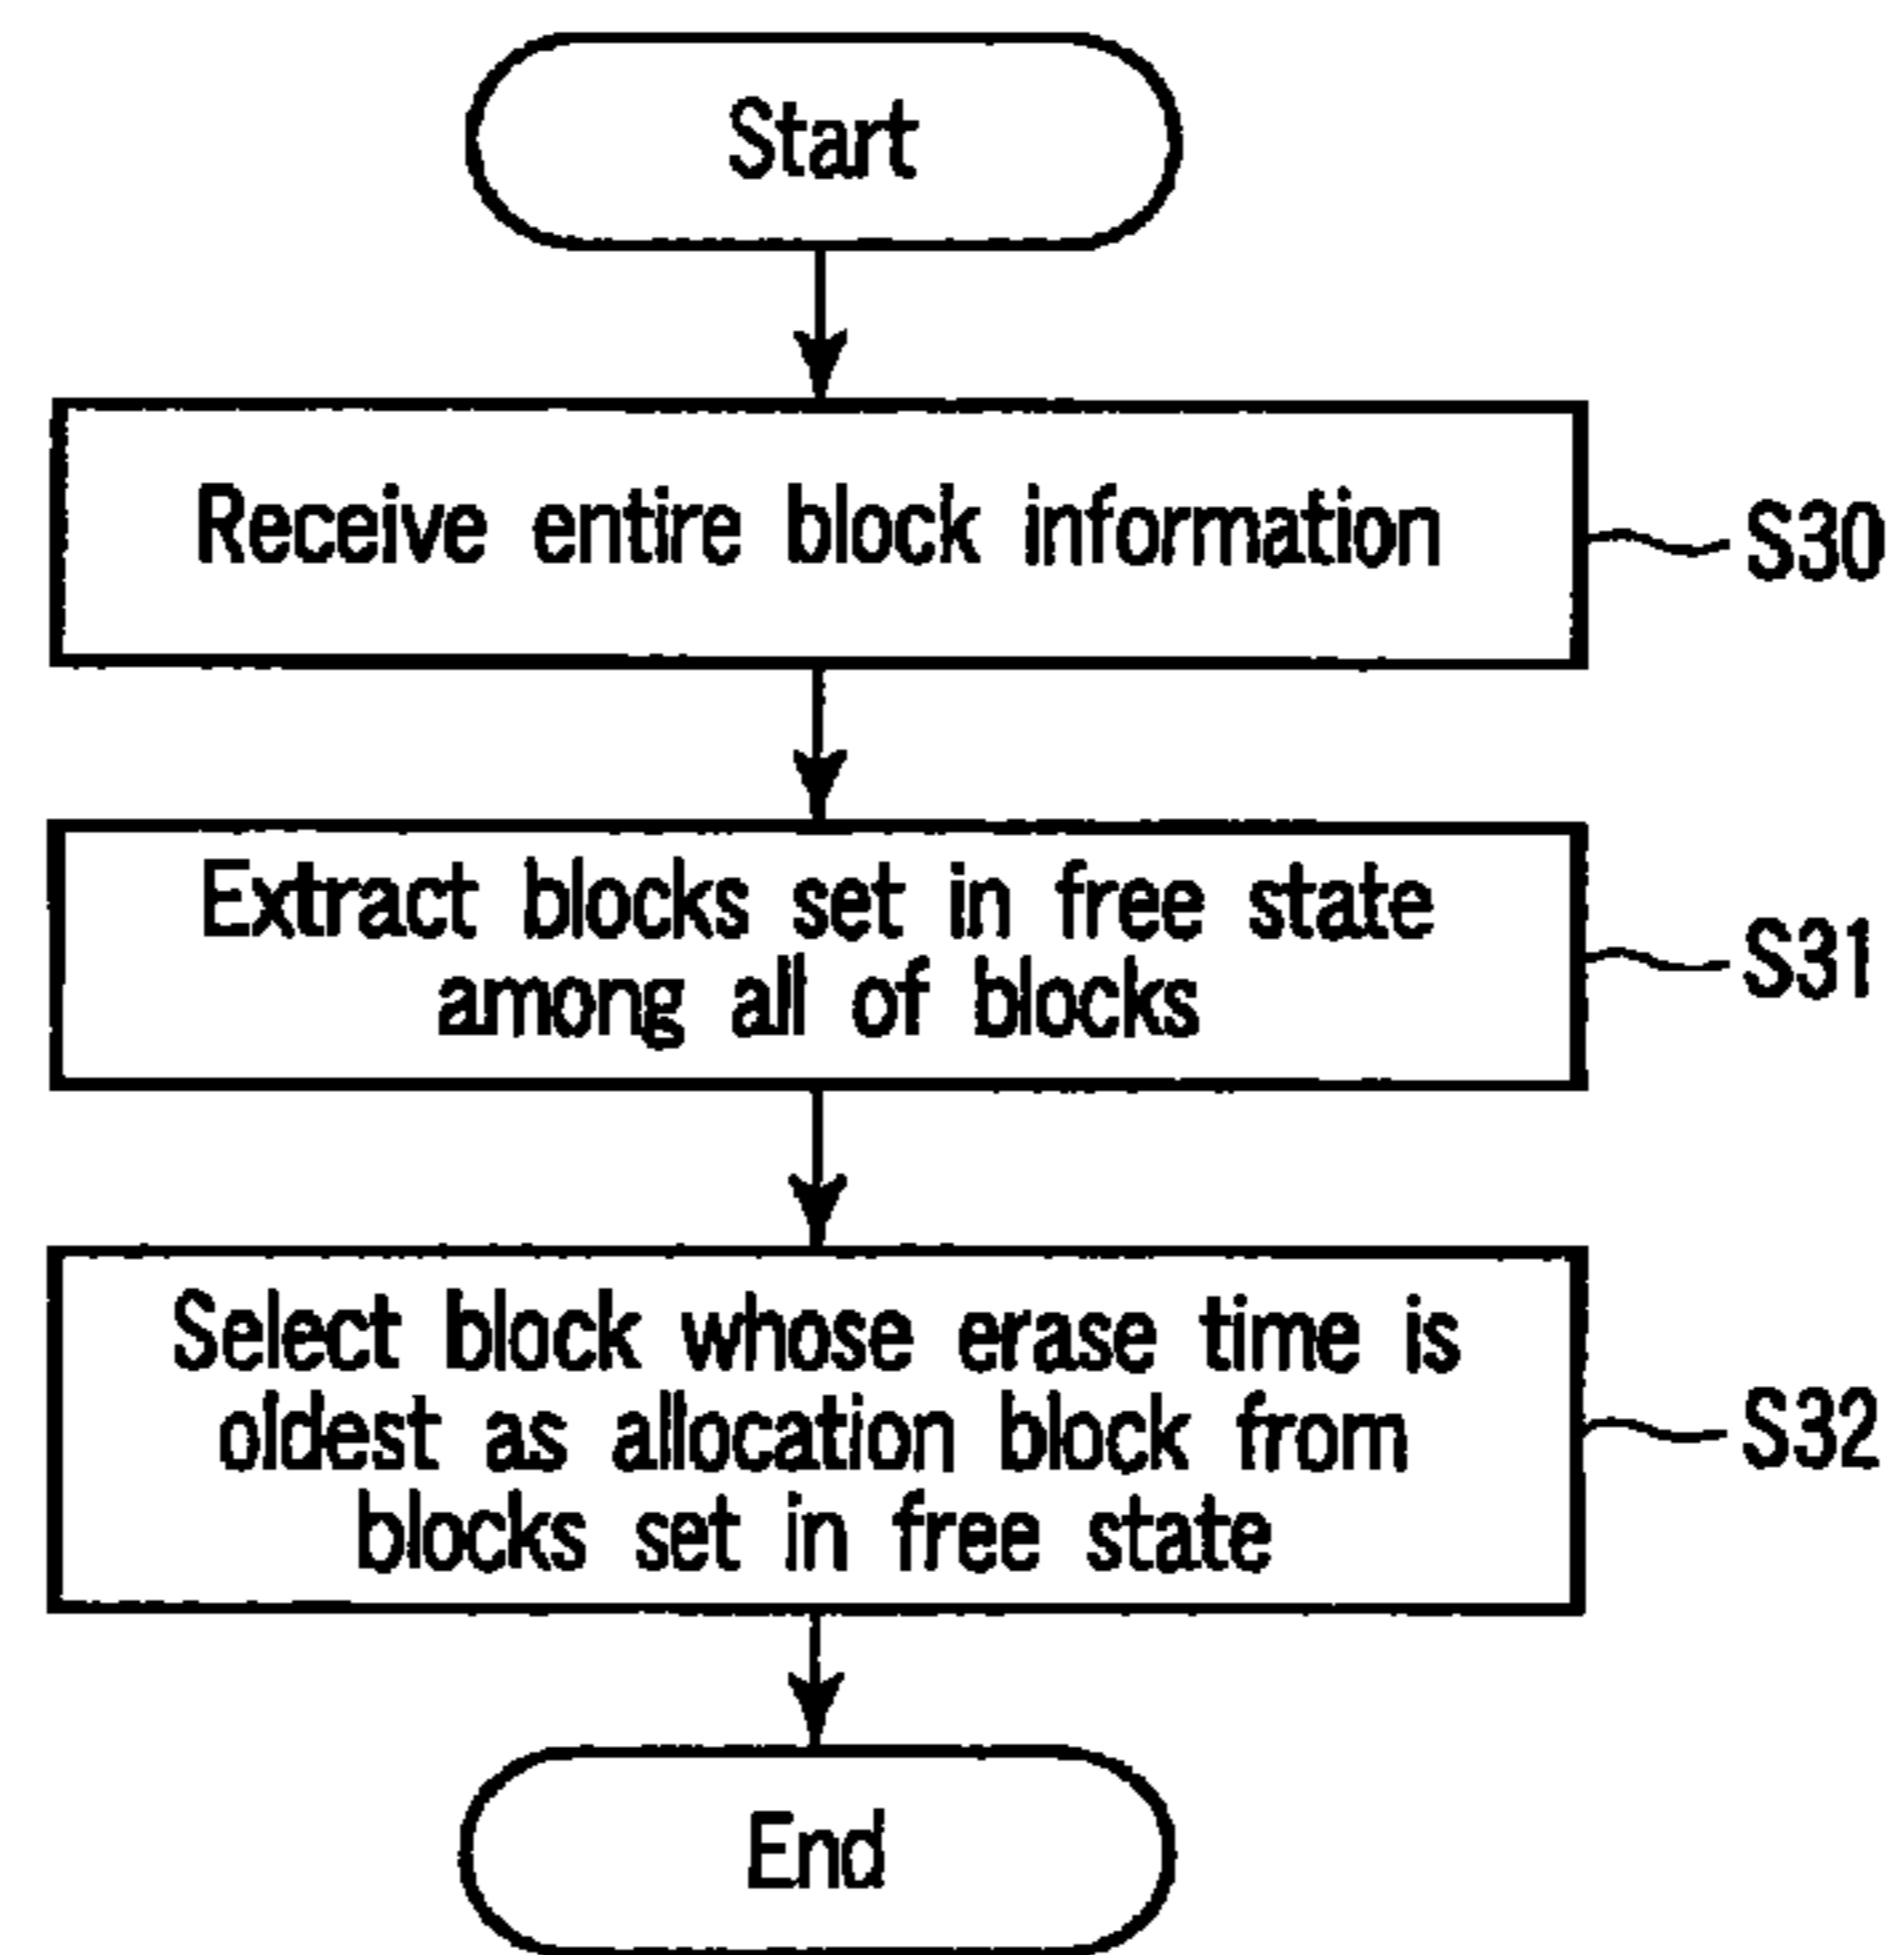 Start
Receive entire block information
S30
Extract blocks set in free state
among all of blocks
S31
Select block whose erase time is
oldest as allocation block from
blocks set in free state
S32
End